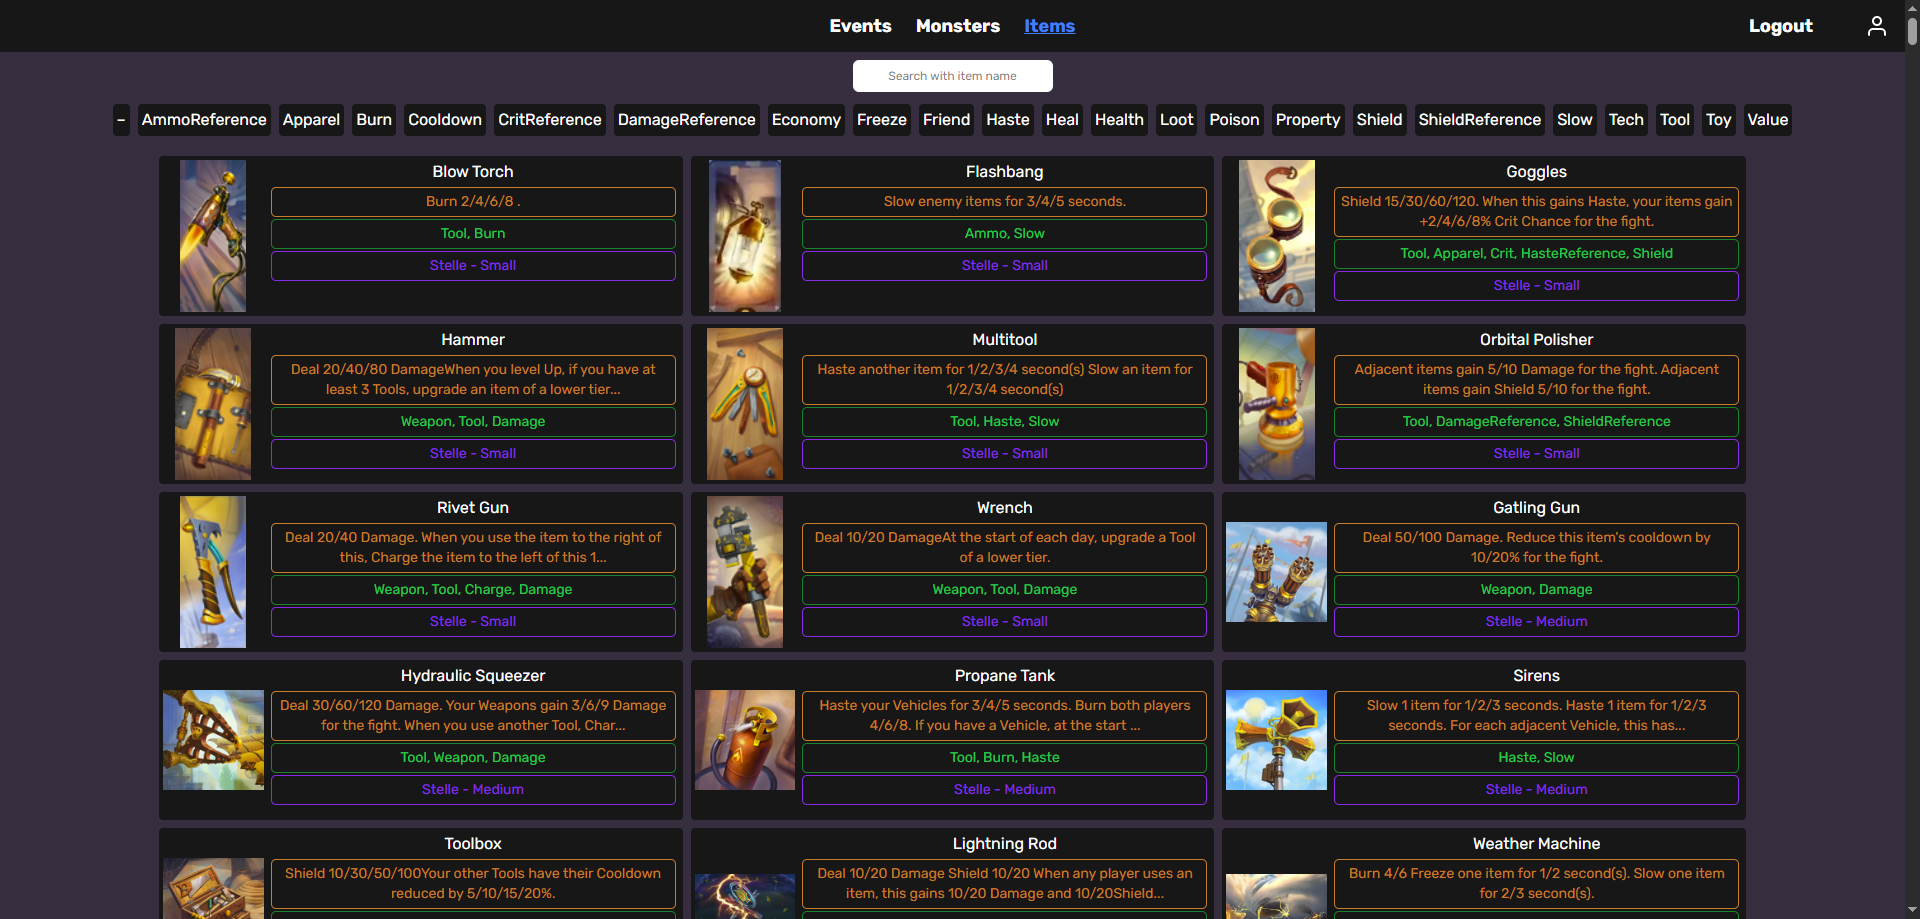 Events Monsters Items Logout
Search with item name
– AmmoReference Apparel Burn Cooldown CritReference DamageReference Economy Freeze Friend Haste Heal Health Loot Poison Property Shield ShieldReference Slow Tech Tool Toy Value
Blow Torch
Burn 2/4/6/8 .
Tool, Burn
Stelle - Small
Flashbang
Slow enemy items for 3/4/5 seconds.
Ammo, Slow
Stelle - Small
Goggles
Shield 15/30/60/120. When this gains Haste, your items gain
+2/4/6/8% Crit Chance for the fight.
Tool, Apparel, Crit, HasteReference, Shield
Stelle - Small
Hammer
Deal 20/40/80 DamageWhen you level Up, if you have at
least 3 Tools, upgrade an item of a lower tier...
Weapon, Tool, Damage
Stelle - Small
Multitool
Haste another item for 1/2/3/4 second(s) Slow an item for
1/2/3/4 second(s)
Tool, Haste, Slow
Stelle - Small
Orbital Polisher
Adjacent items gain 5/10 Damage for the fight. Adjacent
items gain Shield 5/10 for the fight.
Tool, DamageReference, ShieldReference
Stelle - Small
Rivet Gun
Deal 20/40 Damage. When you use the item to the right of
this, Charge the item to the left of this 1...
Weapon, Tool, Charge, Damage
Stelle - Small
Wrench
Deal 10/20 DamageAt the start of each day, upgrade a Tool
of a lower tier.
Weapon, Tool, Damage
Stelle - Small
Gatling Gun
Deal 50/100 Damage. Reduce this item's cooldown by
10/20% for the fight.
Weapon, Damage
Stelle - Medium
Hydraulic Squeezer
Deal 30/60/120 Damage. Your Weapons gain 3/6/9 Damage
for the fight. When you use another Tool, Char...
Tool, Weapon, Damage
Stelle - Medium
Propane Tank
Haste your Vehicles for 3/4/5 seconds. Burn both players
4/6/8. If you have a Vehicle, at the start ...
Tool, Burn, Haste
Stelle - Medium
Sirens
Slow 1 item for 1/2/3 seconds. Haste 1 item for 1/2/3
seconds. For each adjacent Vehicle, this has...
Haste, Slow
Stelle - Medium
Toolbox
Shield 10/30/50/100Your other Tools have their Cooldown
reduced by 5/10/15/20%.
Lightning Rod
Deal 10/20 Damage Shield 10/20 When any player uses an
item, this gains 10/20 Damage and 10/20Shield...
Weather Machine
Burn 4/6 Freeze one item for 1/2 second(s). Slow one item
for 2/3 second(s).